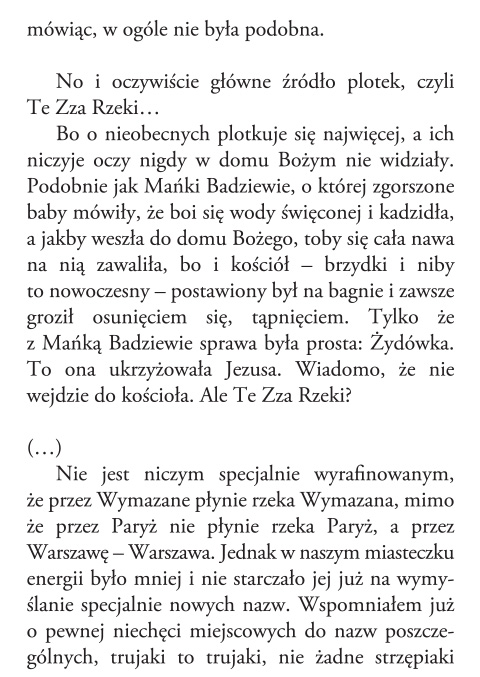 mówiąc, w ogóle nie była podobna.
No i oczywiście główne źródło plotek, czyli
Te Zza Rzeki…
Bo o nieobecnych plotkuje się najwięcej, a ich
niczyje oczy nigdy w domu Bożym nie widziały.
Podobnie jak Mańki Badziewie, o której zgorszone
baby mówiły, że boi się wody święconej i kadzidła,
a jakby weszła do domu Bożego, toby się cała nawa
na nią zawaliła, bo i kościół – brzydki i niby
to nowoczesny – postawiony był na bagnie i zawsze
groził osunięciem się, tąpnięciem. Tylko że
z Mańką Badziewie sprawa była prosta: Żydówka.
To ona ukrzyżowała Jezusa. Wiadomo, że nie
wejdzie do kościoła. Ale Te Zza Rzeki?
(…)
Nie jest niczym specjalnie wyrafinowanym,
że przez Wymazane płynie rzeka Wymazana, mimo
że przez Paryż nie płynie rzeka Paryż, a przez
Warszawę – Warszawa. Jednak w naszym miasteczku
energii było mniej i nie starczało jej już na wymy-
ślanie specjalnie nowych nazw. Wspomniałem już
o pewnej niechęci miejscowych do nazw poszcze-
gólnych, trujaki to trujaki, nie żadne strzępiaki